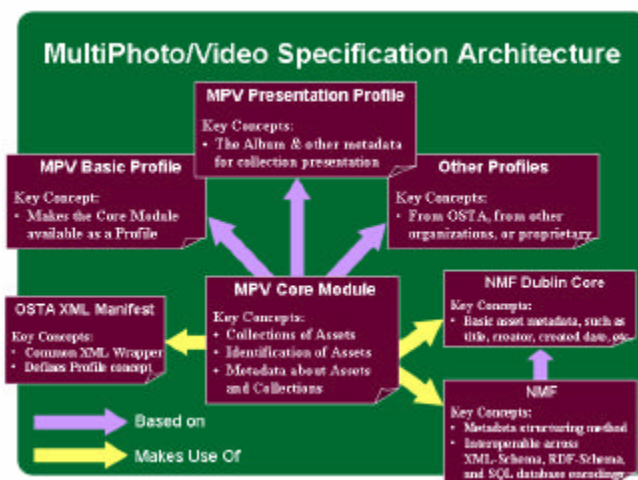 MultiPhoto/Video Specification Architecture
MPV Presentation Profile
Key Concepts:
• The Album & other metadata
for collection presentation
MPV Basic Profile
Key Concept:
• Makes the Core Module
available as a Profile
Other Profiles
Key Concepts:
• From OSTA, from other
organizations, or proprietary
MPV Core Module
Key Concepts:
• Collections of Assets
• Identification of Assets
• Metadata about Assets
and Collections
OSTA XML Manifest
Key Concepts:
• Common XML Wrapper
• Defines Profile concept
NMF Dublin Core
Key Concepts:
• Basic asset metadata, such as
title, creator, created date, etc.
NMF
Key Concepts:
• Metadata structuring method
• Interoperable across
XML-Schema, RDF-Schema,
and SQL database encodings
Based on
Makes Use Of